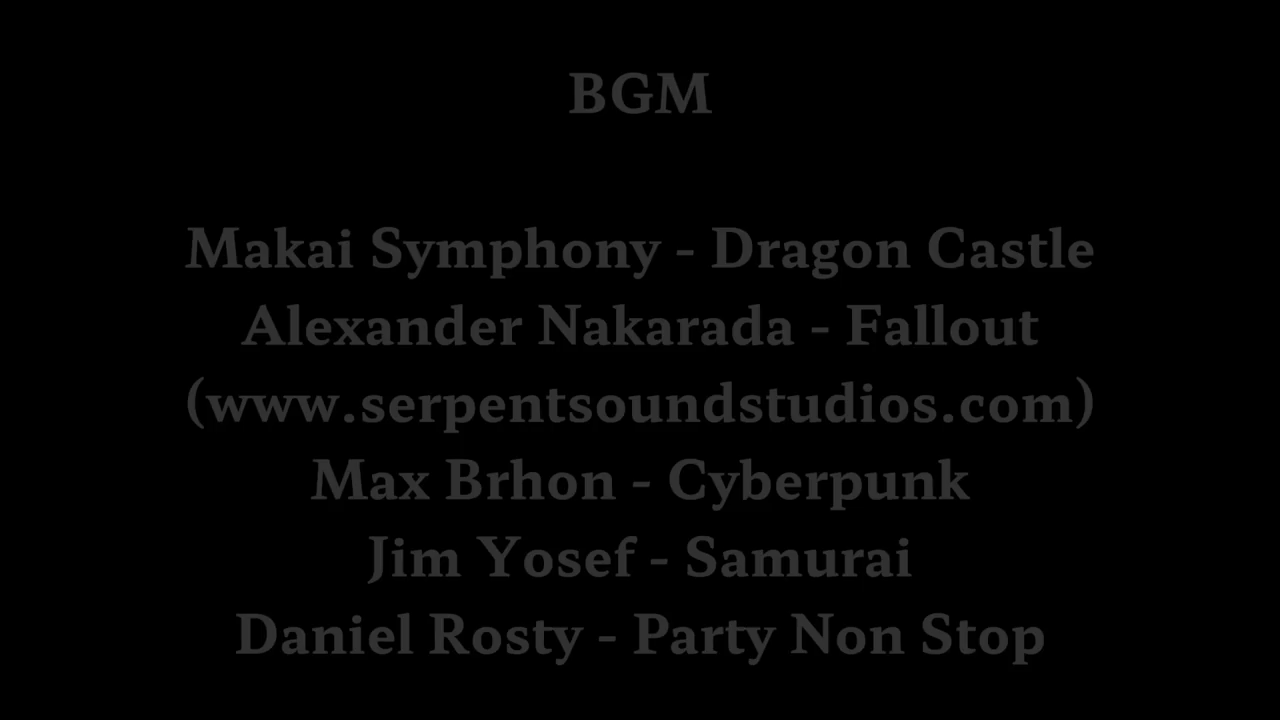 BGM
Makai Symphony - Dragon Castle
Alexander Nakarada - Fallout
(www.serpentsoundstudios.com)
Max Brhon - Cyberpunk
Jim Yosef - Samurai
Daniel Rosty - Party Non Stop